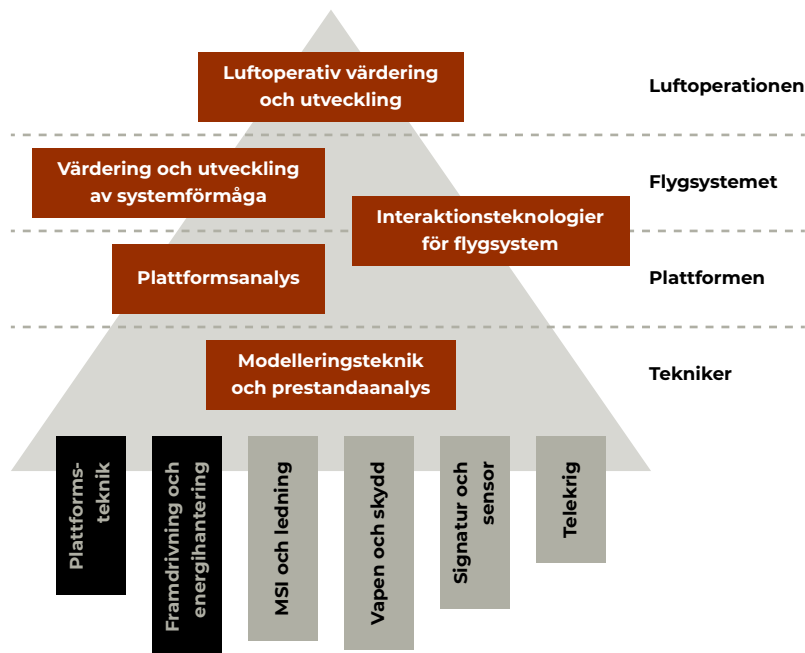 Luftoperativ värdering
och utveckling
Luftoperationen
Värdering och utveckling
av systemförmåga
Flygsystemet
Interaktionsteknologier
för flygsystem
Plattformsanalys
Plattformen
Modelleringsteknik
och prestandaanalys
Tekniker
Plattforms-
teknik
Framdrivning och
energihantering
MSI och ledning
Vapen och skydd
Signatur och
sensor
Telekrig